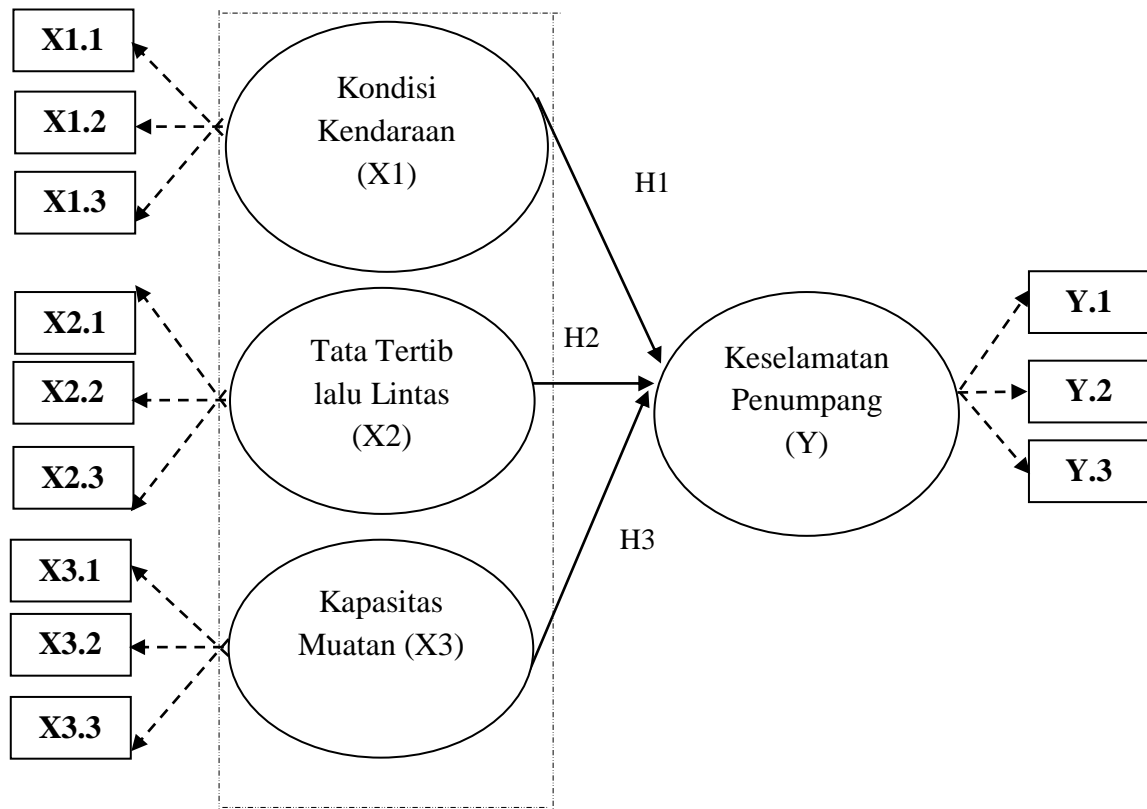 X1.1
X1.2
X1.3
Kondisi
Kendaraan
(X1)
H1
X2.1
X2.2
X2.3
Tata Tertib
lalu Lintas
(X2)
H2
Keselamatan
Penumpang
(Y)
Y.1
Y.2
Y.3
H3
X3.1
X3.2
X3.3
Kapasitas
Muatan (X3)